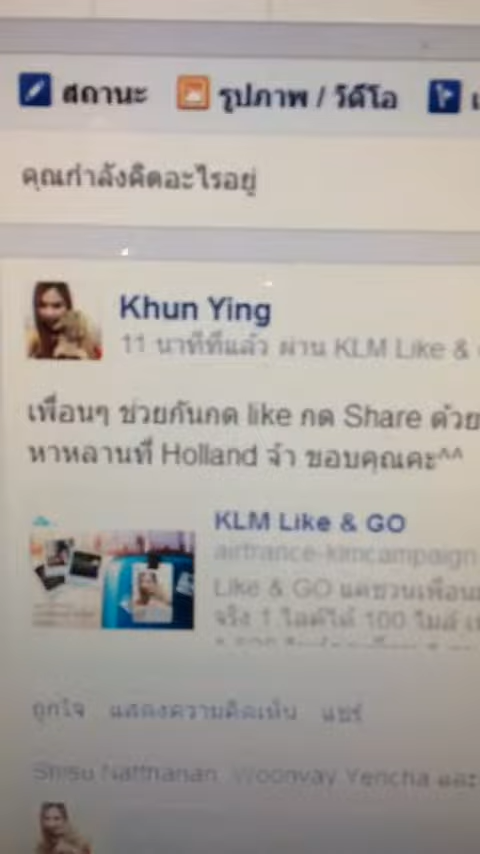 สถานะ รูปภาพ / วิดีโอ
คุณกำลังคิดอะไรอยู่
Khun Ying
11 นาทีที่แล้ว ผ่าน KLM Like &
เพื่อนๆ ช่วยกันกด like กด Share ด้วย
หาหลานที่ Holland จ้า ขอบคุณคะ^^
KLM Like & GO
airfrance-klmcampaign
Like & GO แค่ชวนเพื่อน
จริง 1 ไลค์ได้ 100 ไมล์
ถูกใจ แสดงความคิดเห็น แชร์
Natthanan Yencha และ